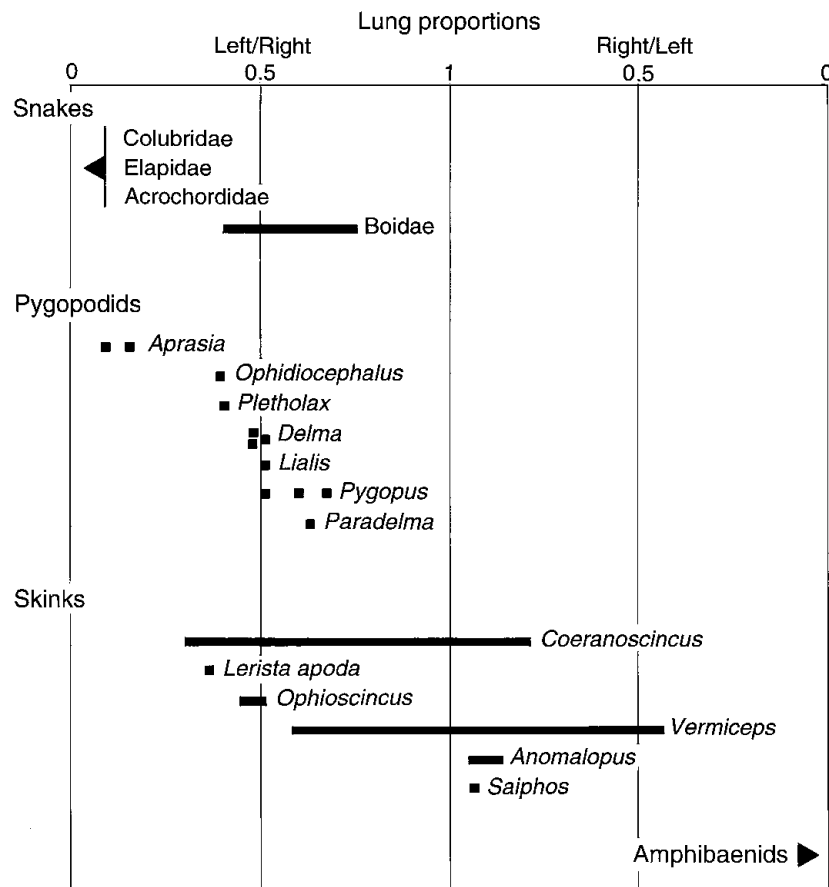 Lung proportions
Left/Right Right/Left
0 0.5 1 0.5 0
Snakes
Colubridae
Elapidae
Acrochordidae
Boidae
Pygopodids
Aprasia
Ophidiocephalus
Pletholax
Delma
Lialis
Pygopus
Paradelma
Skinks
Coeranoscincus
Lerista apoda
Ophioscincus
Vermiceps
Anomalopus
Saiphos
Amphibaenids